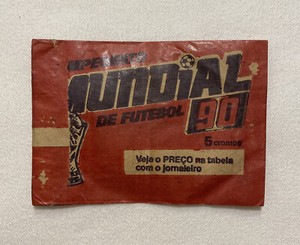 MUNDIAL
DE FUTEBOL 90
5 cromos
Veja o PREÇO na tabela
com o jornaleiro